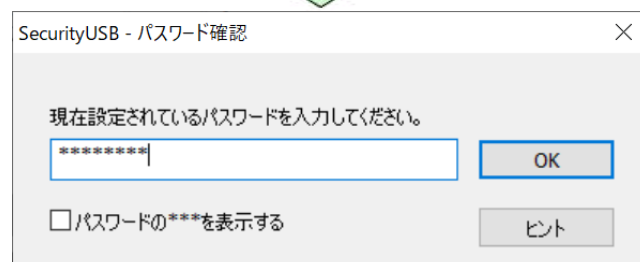 SecurityUSB - パスワード確認
現在設定されているパスワードを入力してください。
********
OK
パスワードの***を表示する
ヒント